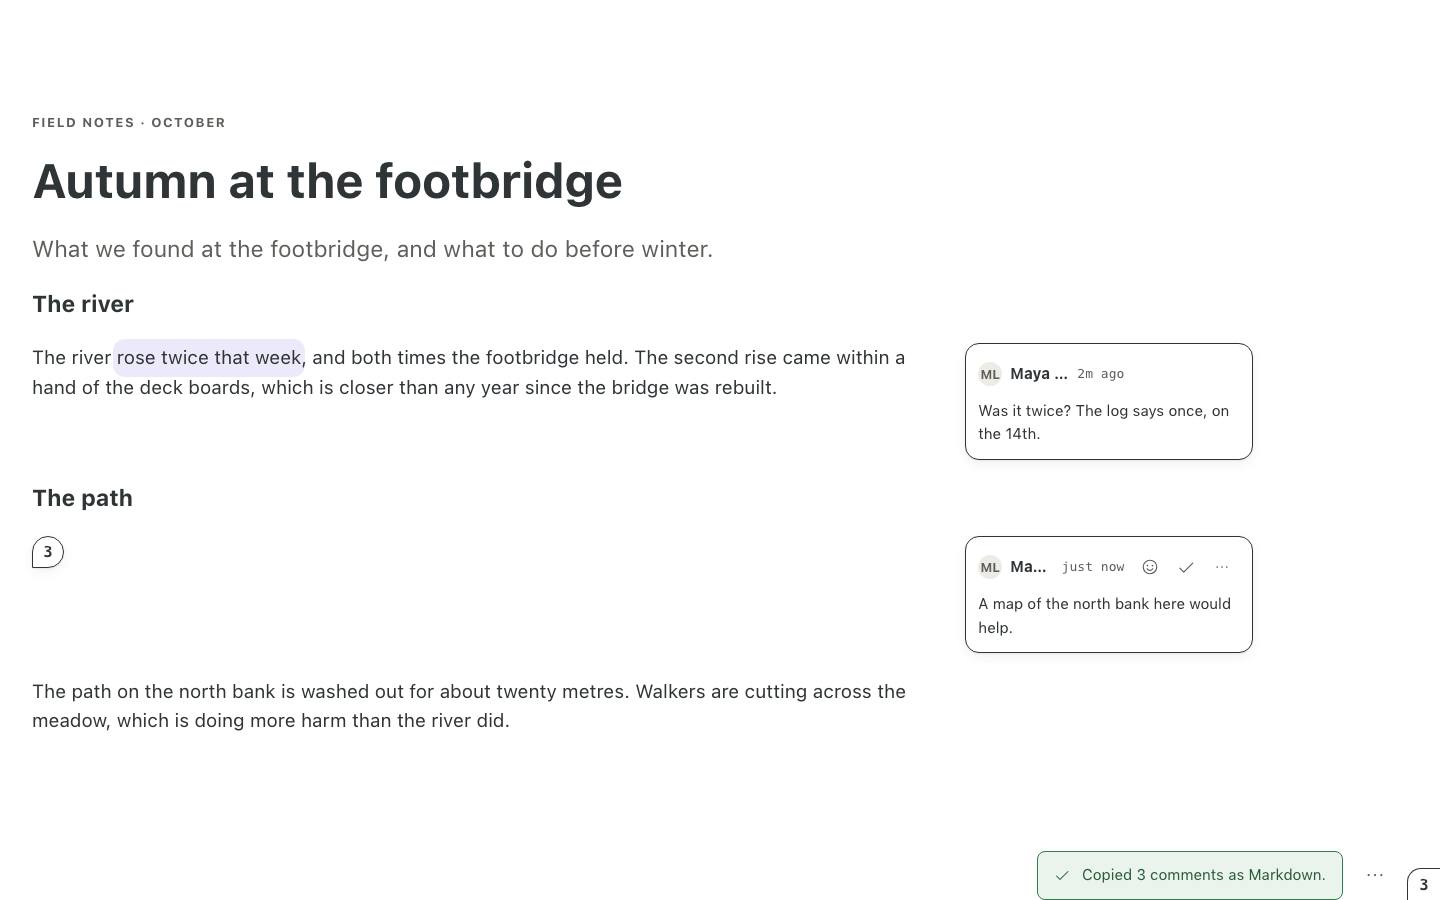 FIELD NOTES · OCTOBER
Autumn at the footbridge
What we found at the footbridge, and what to do before winter.
The river
The river rose twice that week, and both times the footbridge held. The second rise came within a
hand of the deck boards, which is closer than any year since the bridge was rebuilt.
ML Maya ... 2m ago
Was it twice? The log says once, on
the 14th.
The path
3
ML Ma... just now ···
A map of the north bank here would
help.
The path on the north bank is washed out for about twenty metres. Walkers are cutting across the
meadow, which is doing more harm than the river did.
Copied 3 comments as Markdown. ···
3